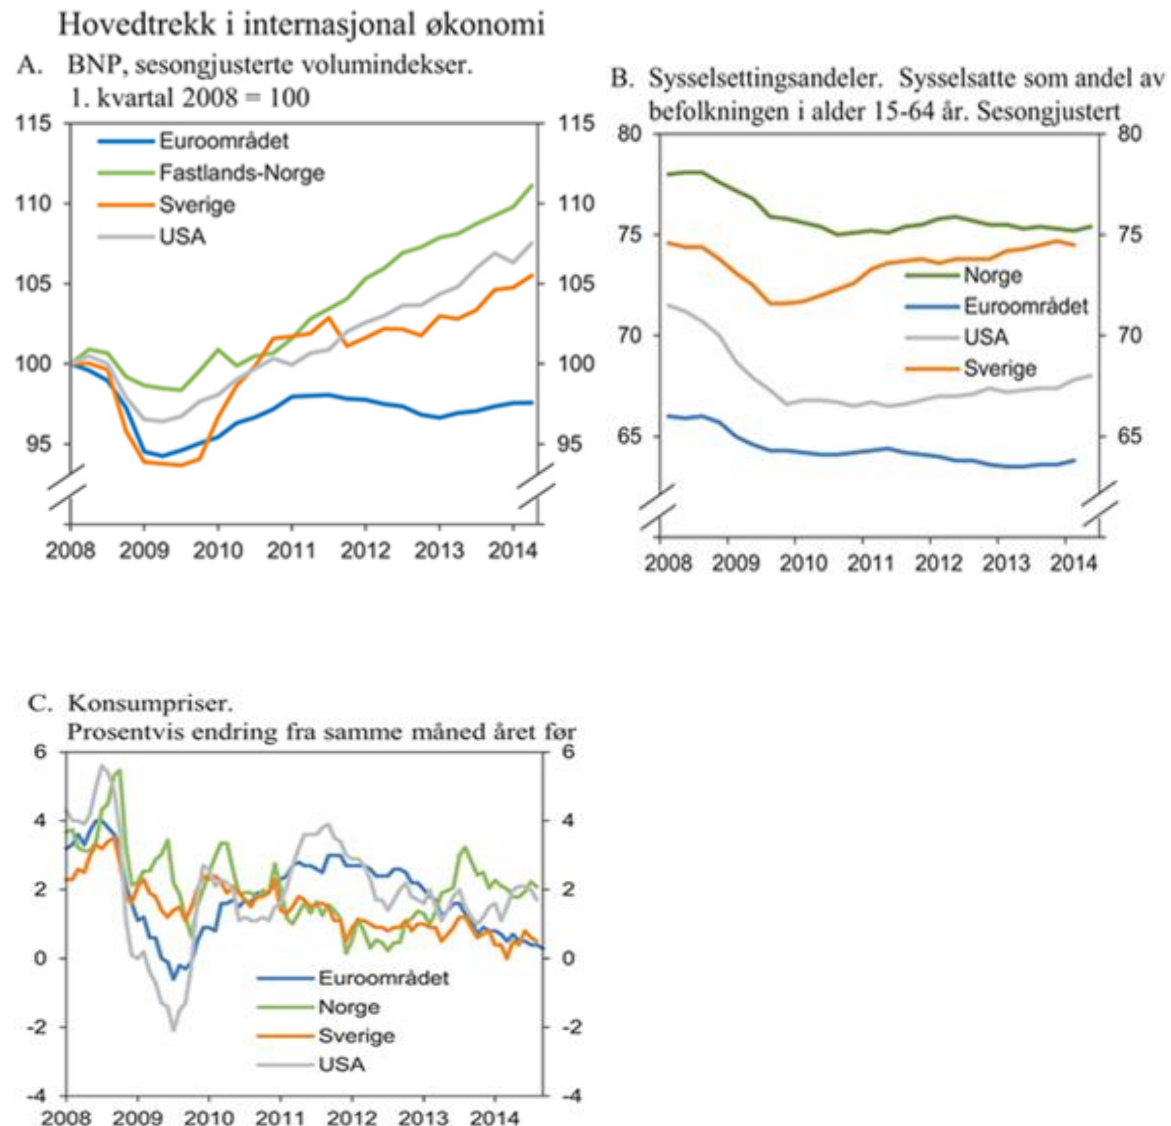 Hovedtrekk i internasjonal økonomi
A. BNP, sesongjusterte volumindekser.
1. kvartal 2008 = 100
115 115
Euroområdet
Fastlands-Norge
110 110
Sverige
USA
105 105
100 100
95 95
2008 2009 2010 2011 2012 2013 2014
B. Sysselsettingsandeler. Sysselsatte som andel av
befolkningen i alder 15-64 år. Sesongjustert
80 80
75 75
Norge
Euroområdet
70 70
USA
Sverige
65 65
2008 2009 2010 2011 2012 2013 2014
C. Konsumpriser.
Prosentvis endring fra samme måned året før
6 6
4 4
2 2
0 0
Euroområdet
Norge
-2 -2
Sverige
USA
-4 -4
2008 2009 2010 2011 2012 2013 2014